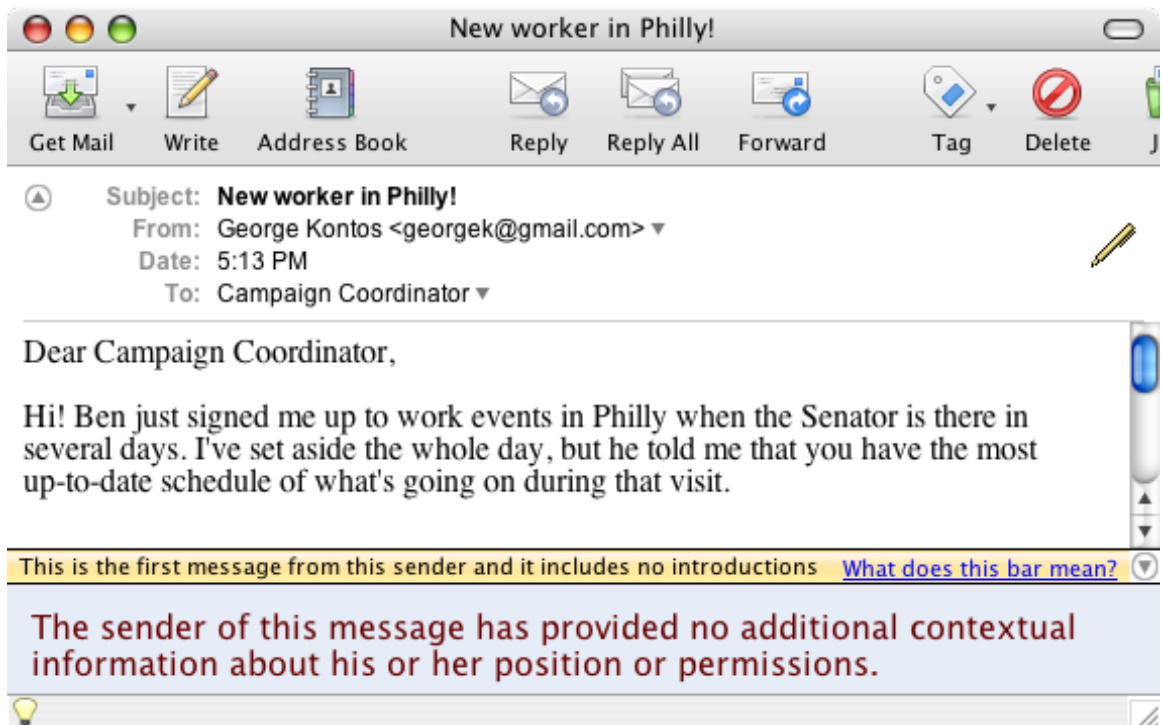 New worker in Philly!
Get Mail Write Address Book Reply Reply All Forward Tag Delete J
Subject: New worker in Philly!
From: George Kontos <georgek@gmail.com>
Date: 5:13 PM
To: Campaign Coordinator
Dear Campaign Coordinator,
Hi! Ben just signed me up to work events in Philly when the Senator is there in
several days. I've set aside the whole day, but he told me that you have the most
up-to-date schedule of what's going on during that visit.
This is the first message from this sender and it includes no introductions What does this bar mean?
The sender of this message has provided no additional contextual
information about his or her position or permissions.